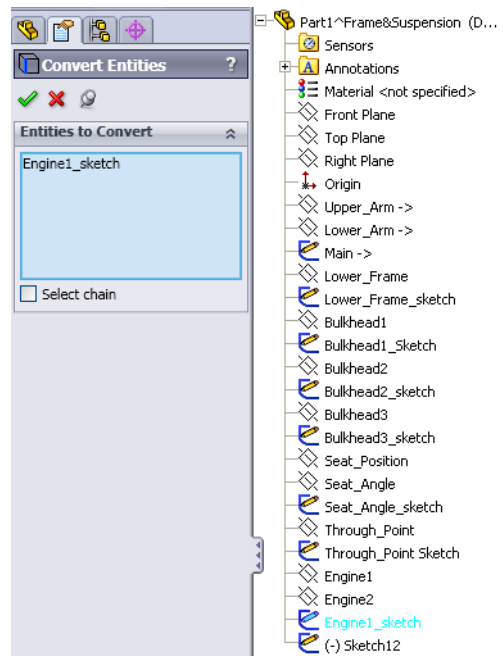 Convert Entities ?
Entities to Convert
Engine1_sketch
Select chain
Part1^Frame&Suspension (D...
Sensors
A Annotations
Material <not specified>
Front Plane
Top Plane
Right Plane
Origin
Upper_Arm ->
Lower_Arm ->
Main ->
Lower_Frame
Lower_Frame_sketch
Bulkhead1
Bulkhead1_Sketch
Bulkhead2
Bulkhead2_sketch
Bulkhead3
Bulkhead3_sketch
Seat_Position
Seat_Angle
Seat_Angle_sketch
Through_Point
Through_Point Sketch
Engine1
Engine2
Engine1_sketch
(-) Sketch12